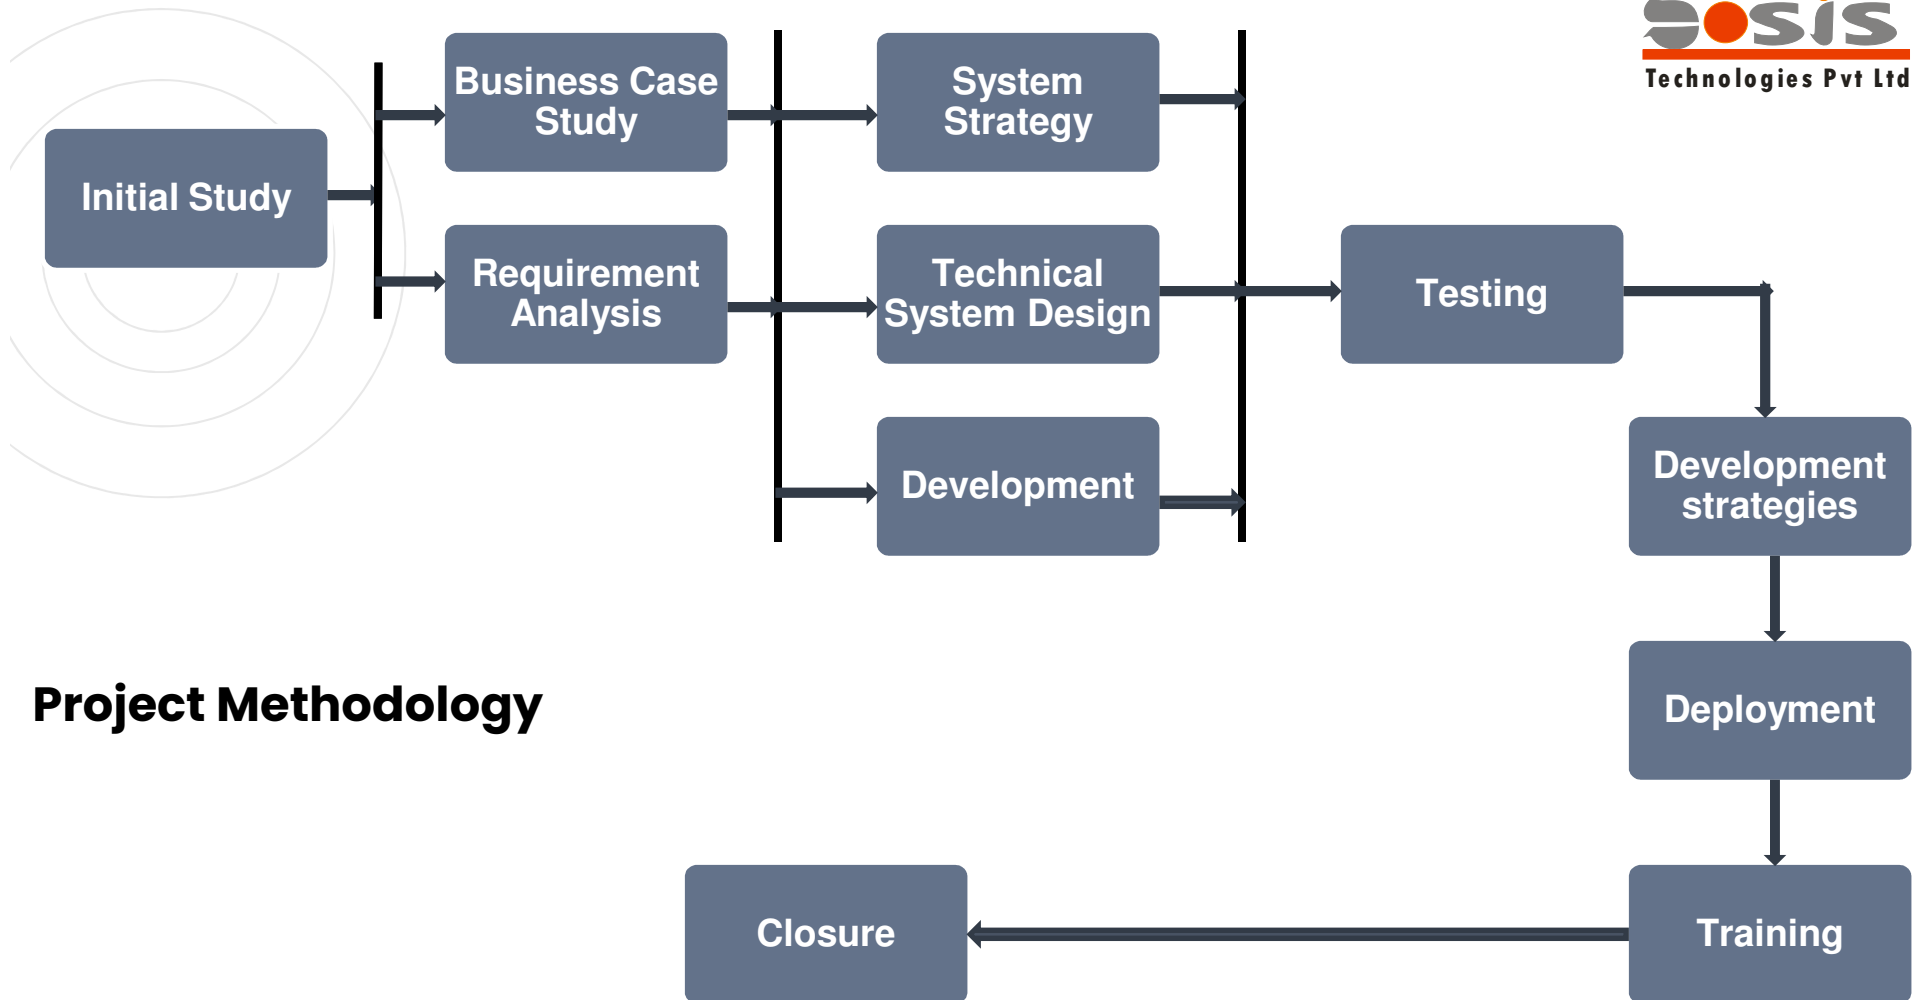 Technologies Pvt Ltd
Business Case
Study
System
Strategy
Initial Study
Requirement
Analysis
Technical
System Design
Testing
Development
Development
strategies
Project Methodology
Deployment
Closure
Training